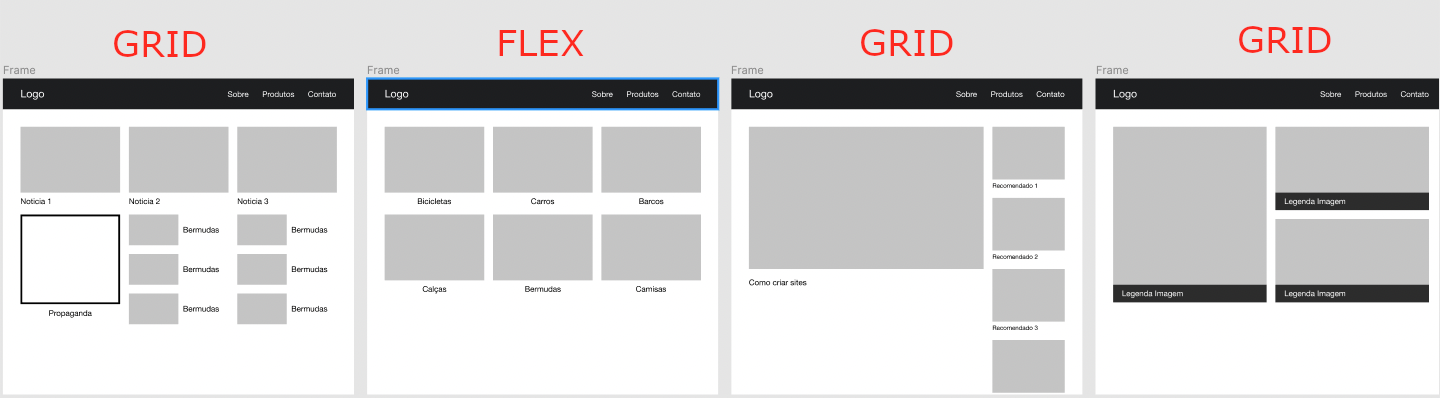 GRID
FLEX
GRID
GRID
Frame
Frame
Frame
Frame
Logo
Sobre Produtos Contato
Noticia 1
Noticia 2
Noticia 3
Bermudas
Bermudas
Bermudas
Bermudas
Bermudas
Bermudas
Propaganda
Logo
Sobre Produtos Contato
Bicicletas
Carros
Barcos
Calças
Bermudas
Camisas
Logo
Sobre Produtos Contato
Recomendado 1
Recomendado 2
Como criar sites
Recomendado 3
Logo
Sobre Produtos Contato
Legenda Imagem
Legenda Imagem
Legenda Imagem